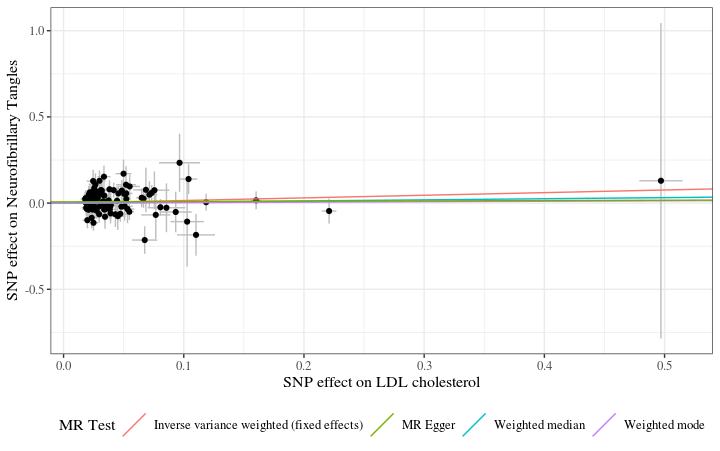 SNP effect on Neurofibrillary Tangles
1.0
0.5
0.0
-0.5
0.0 0.1 0.2 0.3 0.4 0.5
SNP effect on LDL cholesterol
MR Test Inverse variance weighted (fixed effects) MR Egger Weighted median Weighted mode